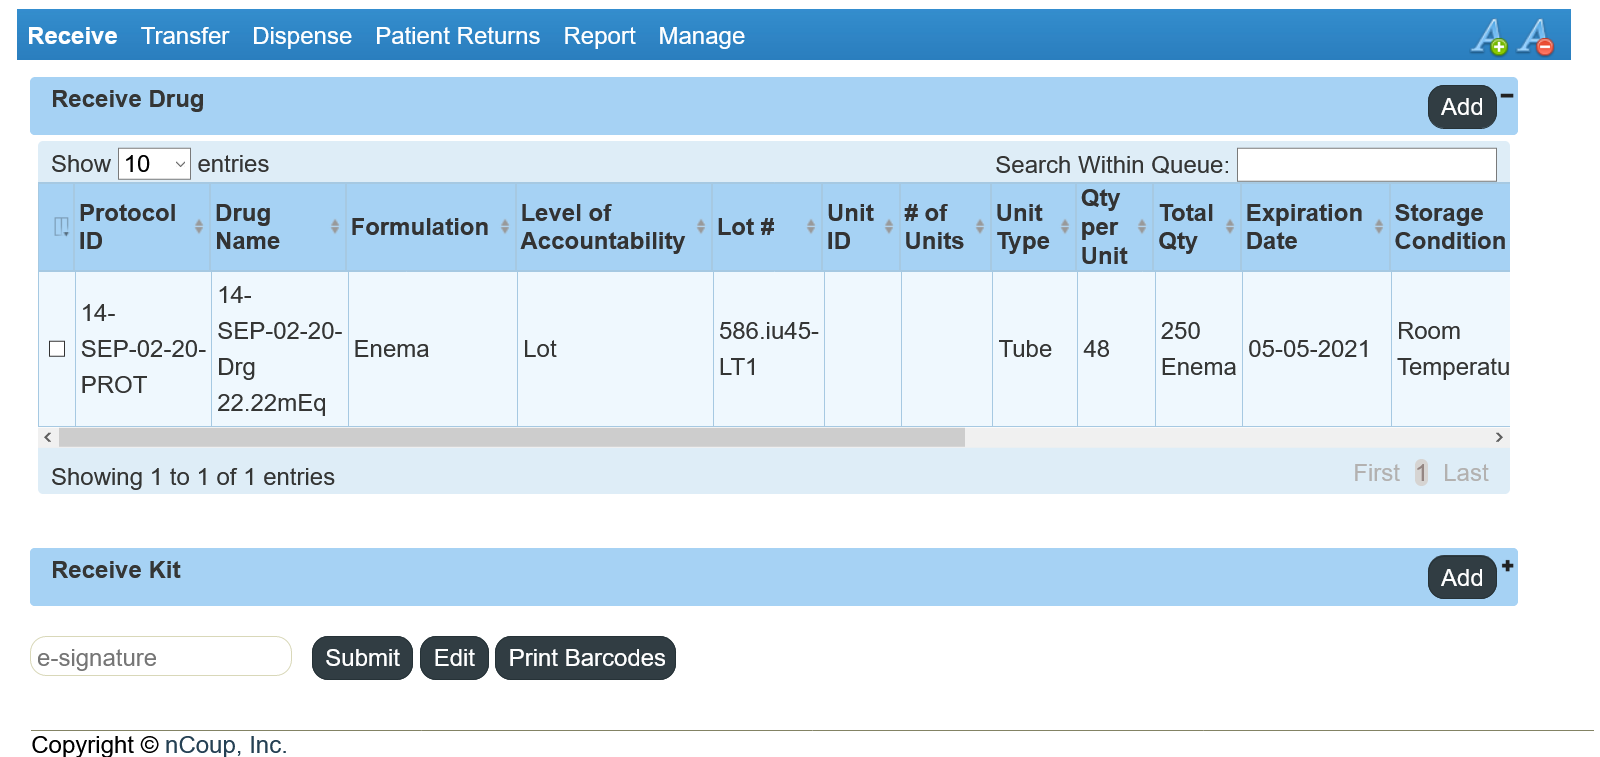 Receive Transfer Dispense Patient Returns Report Manage
Receive Drug
Add
Show 10 entries
Search Within Queue:
Protocol ID
Drug Name
Formulation
Level of Accountability
Lot #
Unit ID
# of Units
Unit Type
Qty per Unit
Total Qty
Expiration Date
Storage Condition
14-
SEP-02-20-
PROT
14-
SEP-02-20-
Drg
22.22mEq
Enema
Lot
586.iu45-
LT1
Tube
48
250
Enema
05-05-2021
Room
Temperatu
Showing 1 to 1 of 1 entries
First 1 Last
Receive Kit
Add
e-signature
Submit Edit Print Barcodes
Copyright © nCoup, Inc.